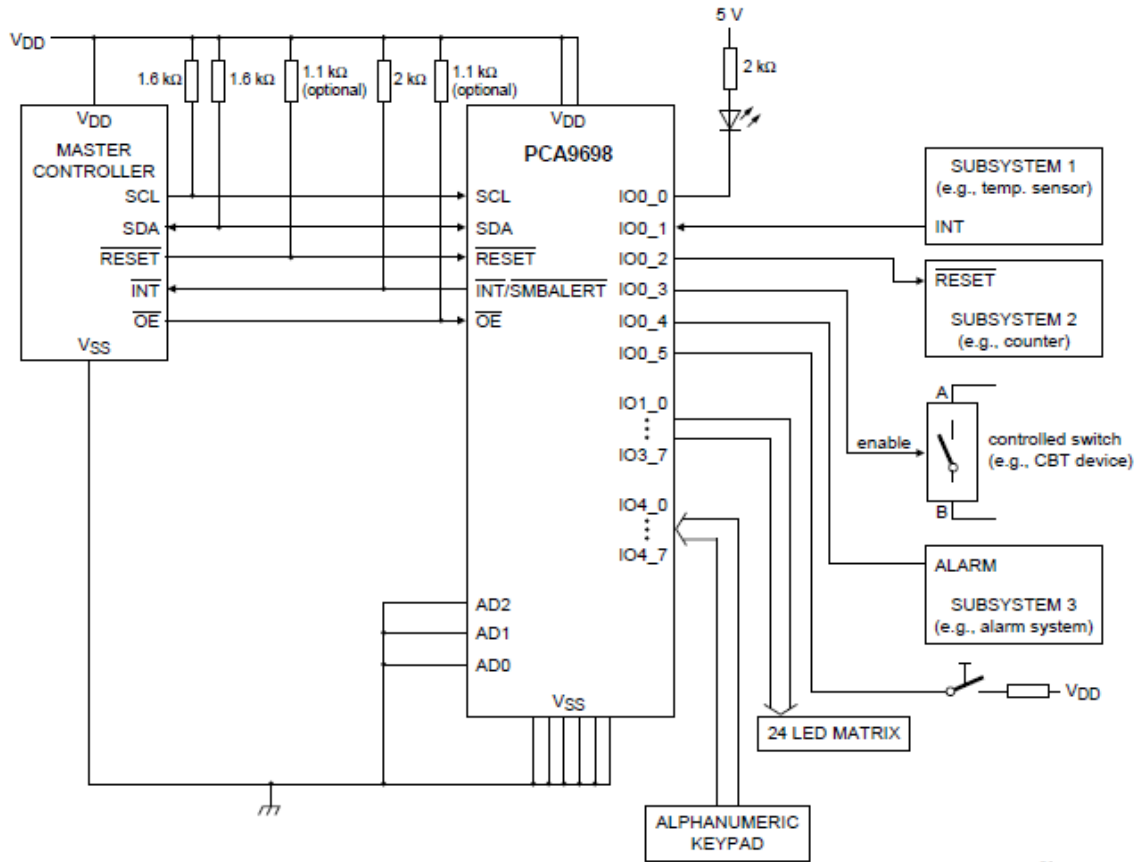 5 V
VDD
1.6 kΩ
1.6 kΩ
1.1 kΩ
(optional)
2 kΩ
1.1 kΩ
(optional)
2 kΩ
VDD
MASTER
CONTROLLER
SCL
SDA
RESET
INT
OE
VSS
VDD
PCA9698
SCL
SDA
RESET
INT/SMBALERT
OE
AD2
AD1
AD0
VSS
IO0_0
IO0_1
IO0_2
IO0_3
IO0_4
IO0_5
IO1_0
IO3_7
IO4_0
IO4_7
SUBSYSTEM 1
(e.g., temp. sensor)
INT
RESET
SUBSYSTEM 2
(e.g., counter)
A
enable
controlled switch
(e.g., CBT device)
B
ALARM
SUBSYSTEM 3
(e.g., alarm system)
VDD
24 LED MATRIX
ALPHANUMERIC
KEYPAD